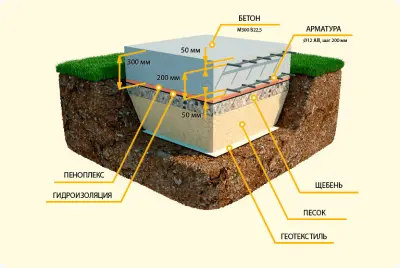 БЕТОН
М300 В22,5
АРМАТУРА
Ø12 АIII, шаг 200 мм
50 мм
300 мм
200 мм
50 мм
ПЕНОПЛЕКС
ГИДРОИЗОЛЯЦИЯ
ЩЕБЕНЬ
ПЕСОК
ГЕОТЕКСТИЛЬ